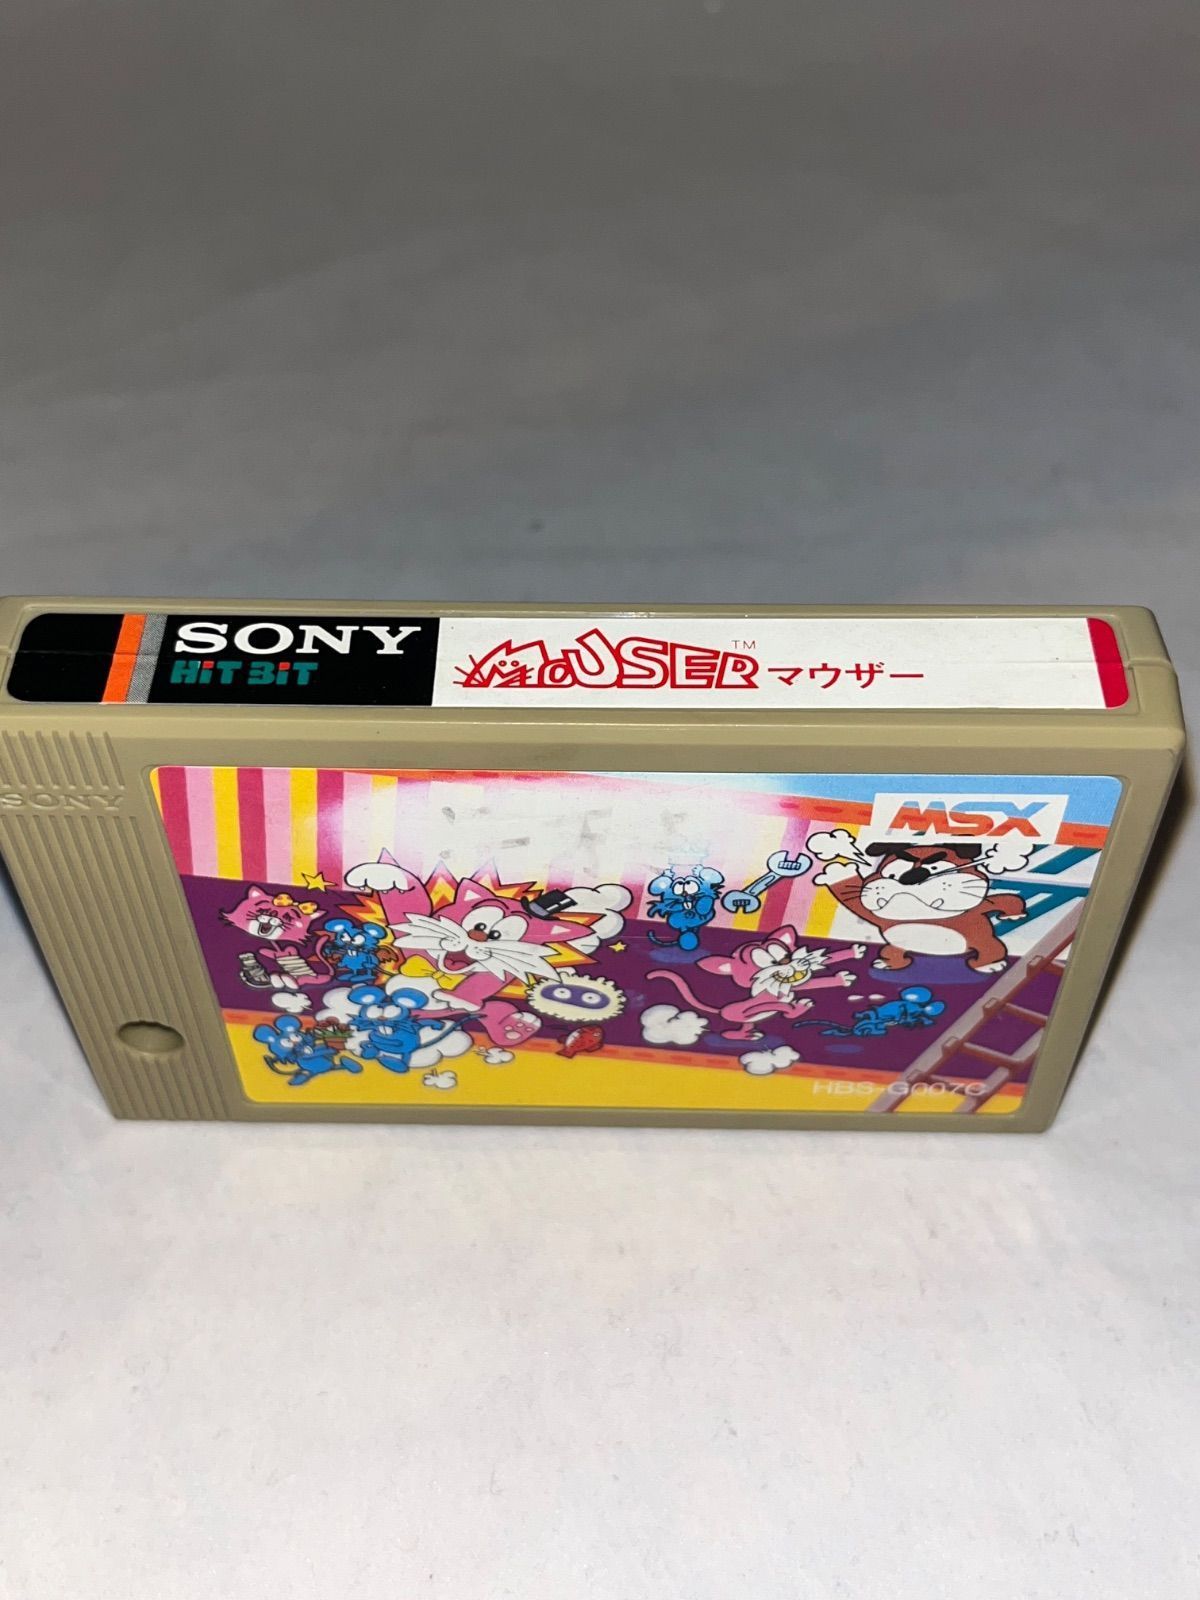 SONY
HiT BiT
MOUSER™ マウザー
SONY
MSX
HBS-G007C